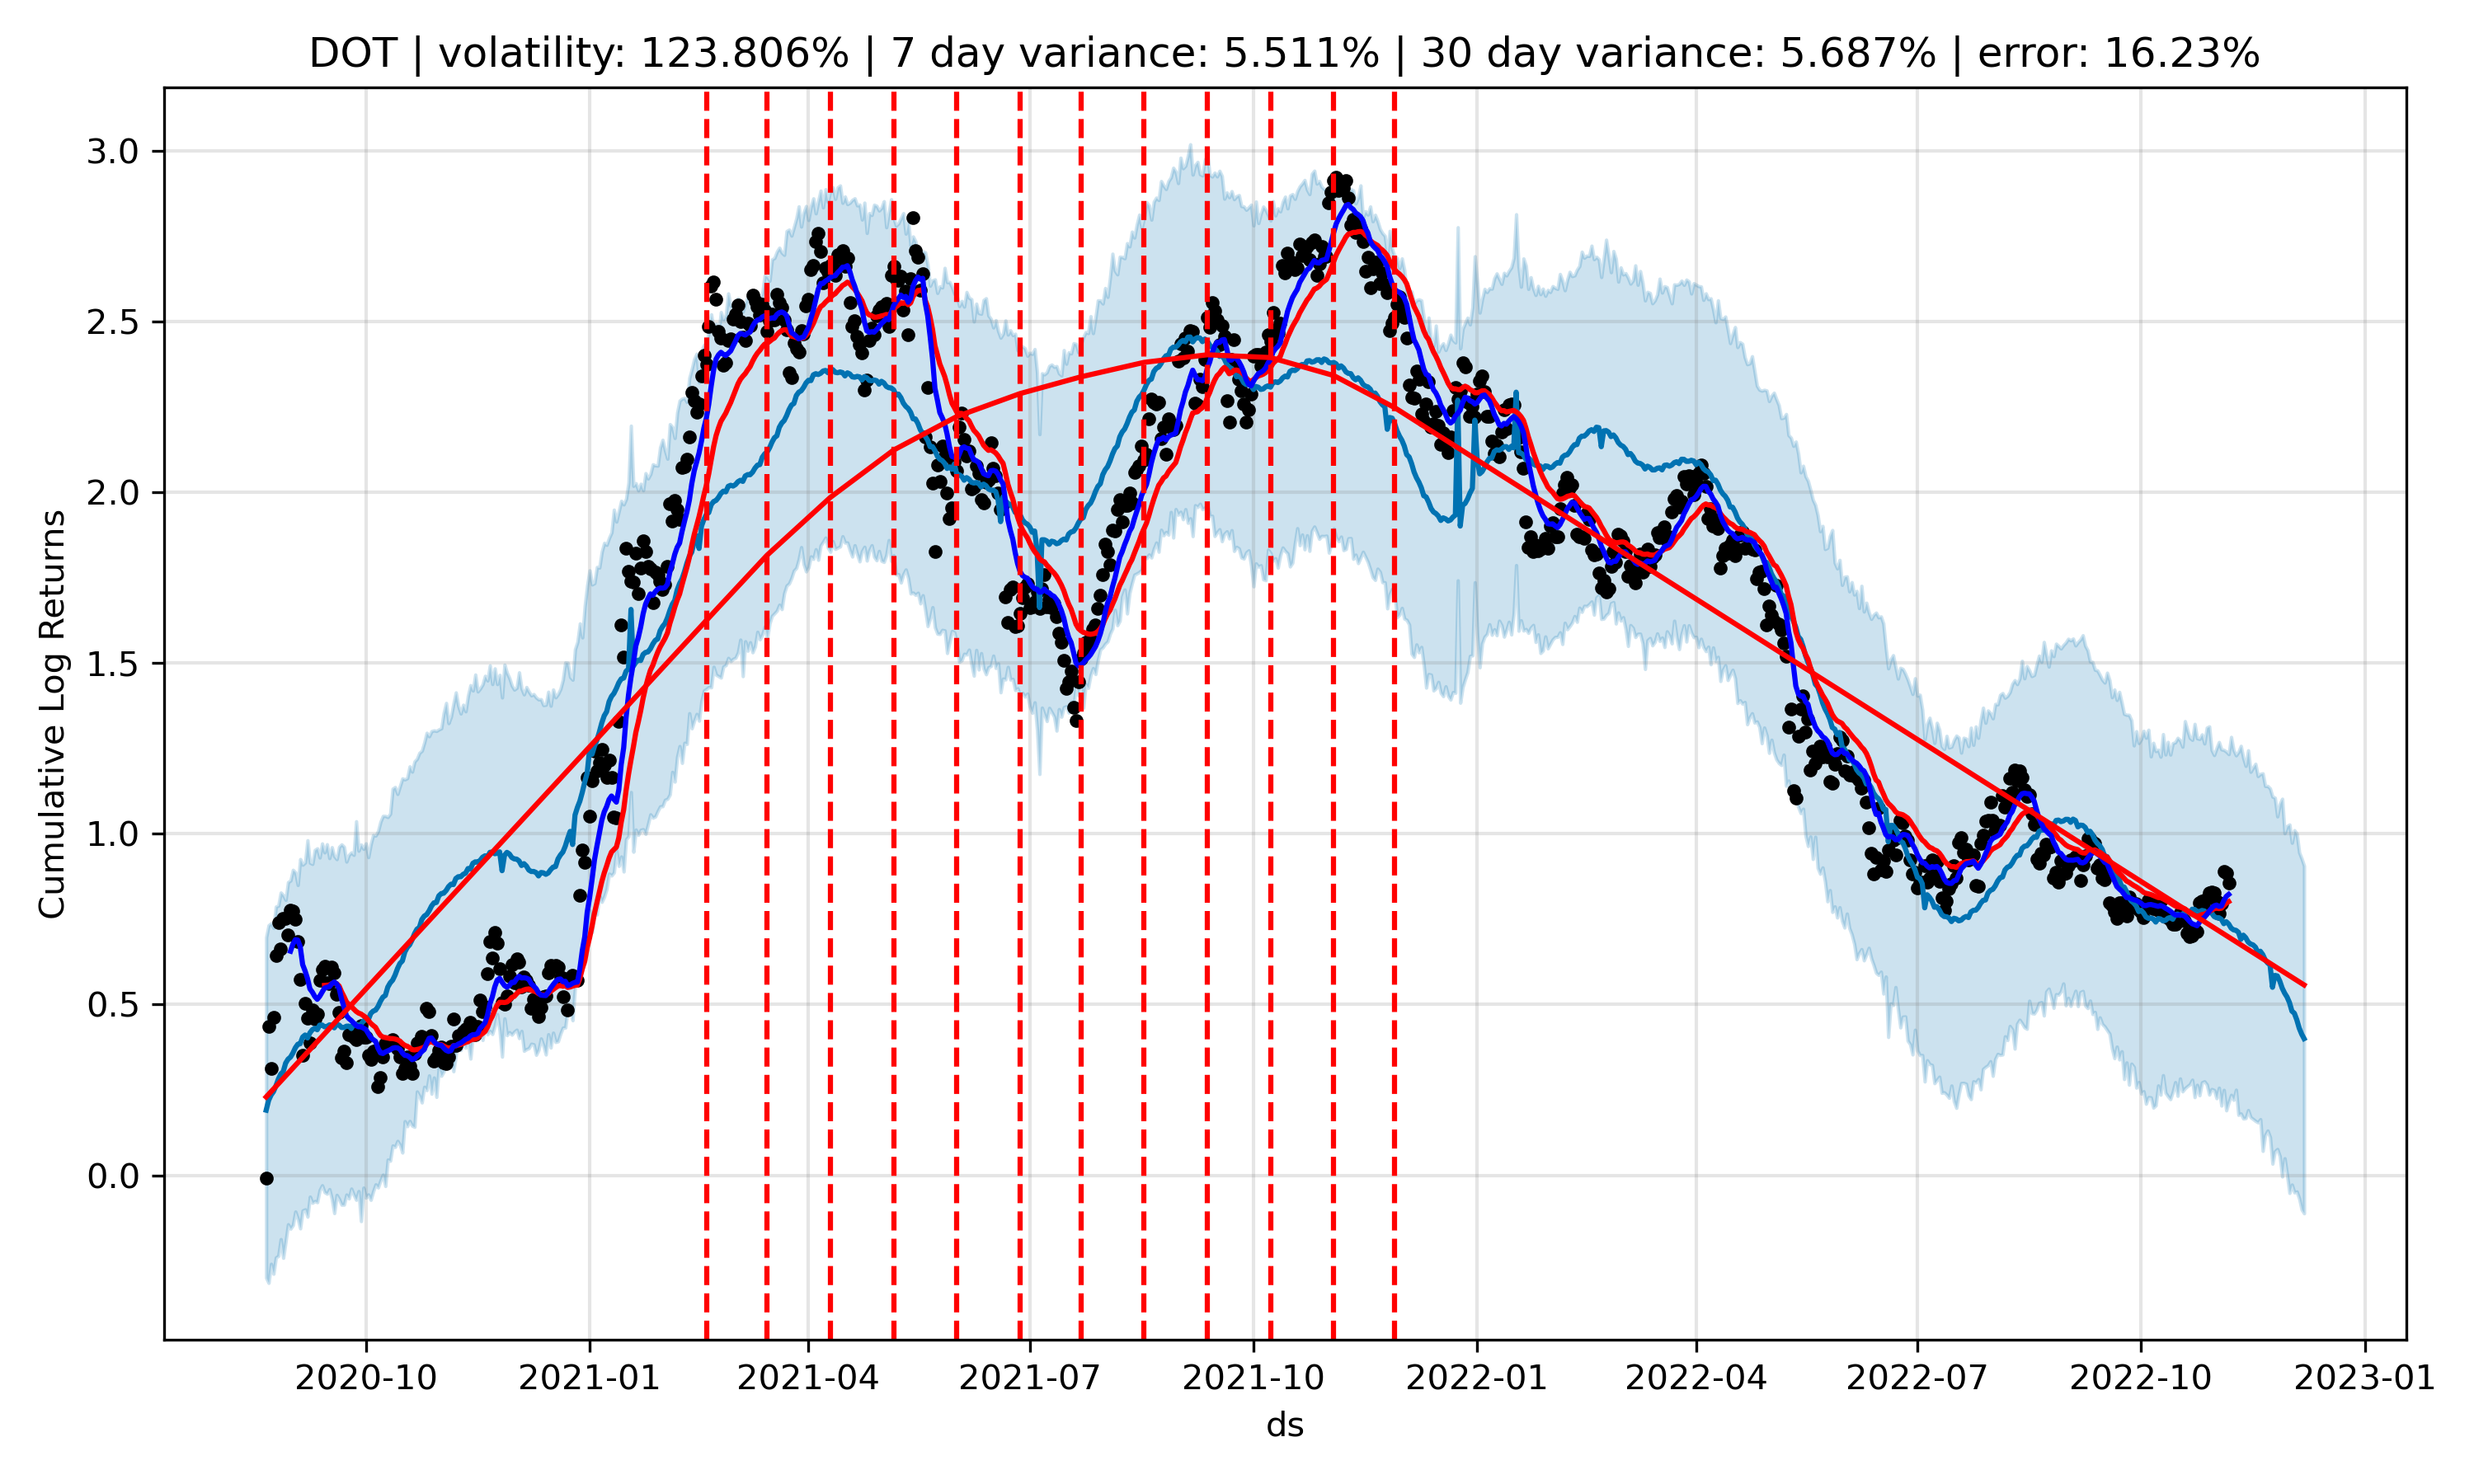 DOT | volatility: 123.806% | 7 day variance: 5.511% | 30 day variance: 5.687% | error: 16.23%
Cumulative Log Returns
3.0
2.5
2.0
1.5
1.0
0.5
0.0
2020-10 2021-01 2021-04 2021-07 2021-10 2022-01 2022-04 2022-07 2022-10 2023-01
ds